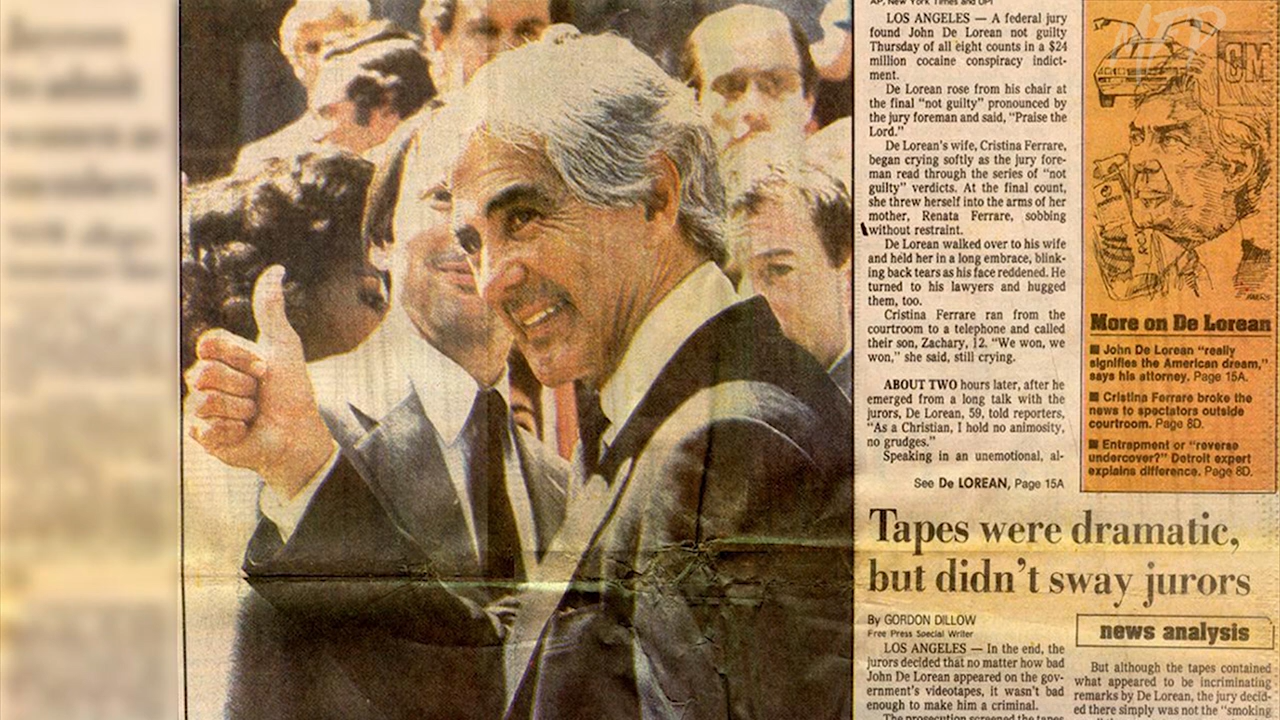 AP, New York Times and UPI
LOS ANGELES — A federal jury
found John De Lorean not guilty
Thursday of all eight counts in a $24
million cocaine conspiracy indict-
ment.
De Lorean rose from his chair at
the final “not guilty” pronounced by
the jury foreman and said, “Praise the
Lord.”
De Lorean’s wife, Cristina Ferrare,
began crying softly as the jury fore-
man read through the series of “not
guilty” verdicts. At the final count,
she threw herself into the arms of her
mother, Renata Ferrare, sobbing
without restraint.
De Lorean walked over to his wife
and held her in a long embrace, blink-
ing back tears as his face reddened. He
turned to his lawyers and hugged
them, too.
Cristina Ferrare ran from the
courtroom to a telephone and called
their son, Zachary, 12. “We won, we
won,” she said, still crying.
ABOUT TWO hours later, after he
emerged from a long talk with the
jurors, De Lorean, 59, told reporters,
“As a Christian, I hold no animosity,
no grudges.”
Speaking in an unemotional, al-
See De LOREAN, Page 15A
GM
More on De Lorean
■ John De Lorean “really
signifies the American dream,”
says his attorney. Page 15A.
■ Cristina Ferrare broke the
news to spectators outside
courtroom. Page 8D.
■ Entrapment or “reverse
undercover?” Detroit expert
explains difference. Page 8D.
Tapes were dramatic,
but didn’t sway jurors
By GORDON DILLOW
Free Press Special Writer
LOS ANGELES — In the end, the
jurors decided that no matter how bad
John De Lorean appeared on the gov-
ernment’s videotapes, it wasn’t bad
enough to make him a criminal.
The prosecution screened the tapes
news analysis
But although the tapes contained
what appeared to be incriminating
remarks by De Lorean, the jury decid-
ed there simply was not the “smoking